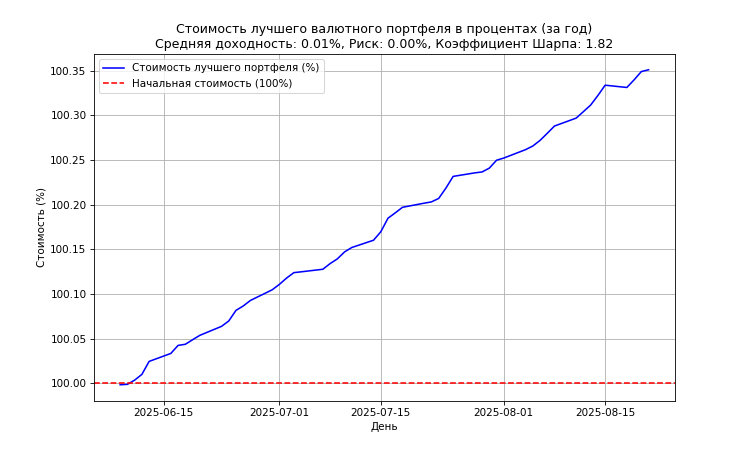 Стоимость лучшего валютного портфеля в процентах (за год)
Средняя доходность: 0.01%, Риск: 0.00%, Коэффициент Шарпа: 1.82
Стоимость лучшего портфеля (%)
Начальная стоимость (100%)
Стоимость (%)
100.35
100.30
100.25
100.20
100.15
100.10
100.05
100.00
2025-06-15
2025-07-01
2025-07-15
2025-08-01
2025-08-15
День